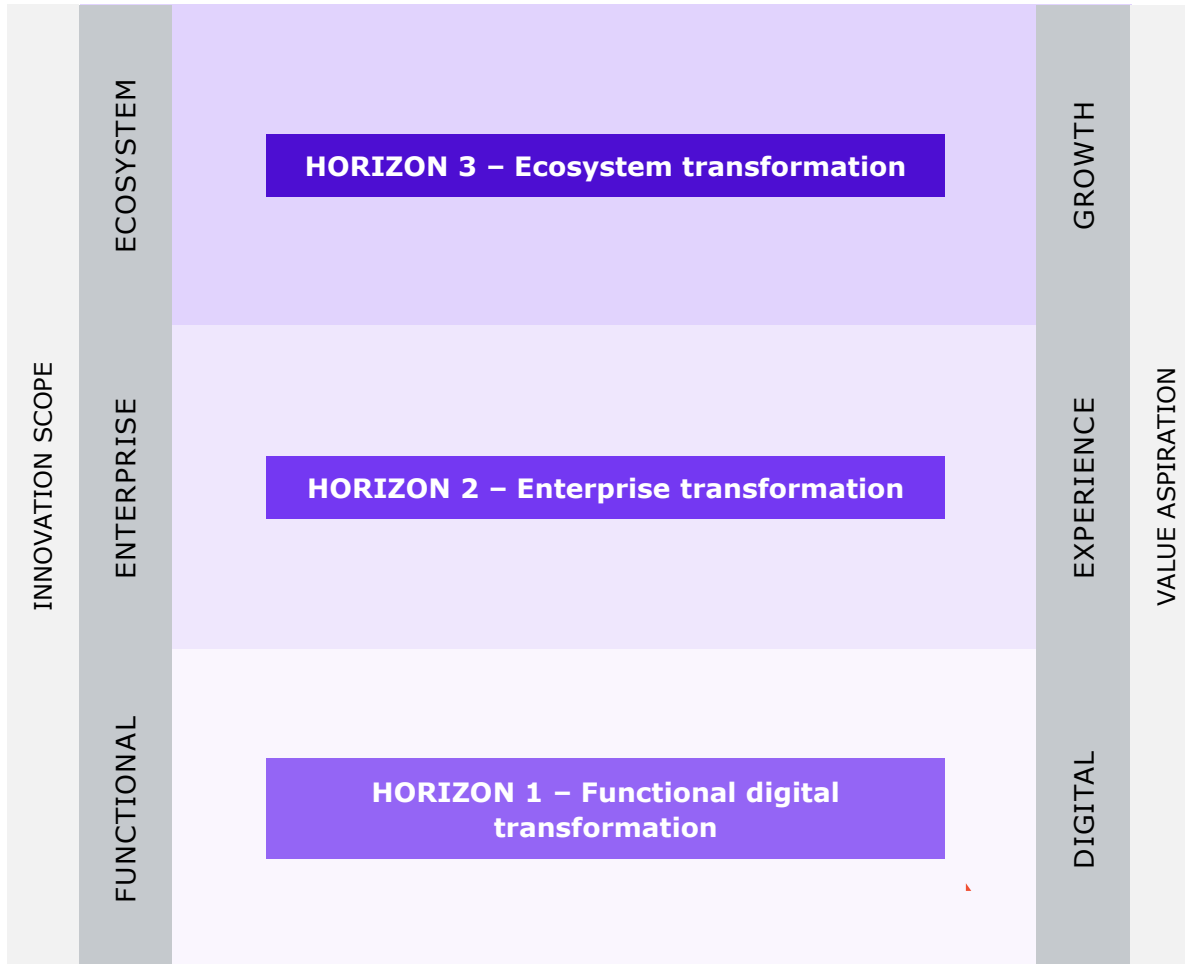 INNOVATION SCOPE
ECOSYSTEM
HORIZON 3 – Ecosystem transformation
GROWTH
ENTERPRISE
HORIZON 2 – Enterprise transformation
EXPERIENCE
VALUE ASPIRATION
FUNCTIONAL
HORIZON 1 – Functional digital
transformation
DIGITAL